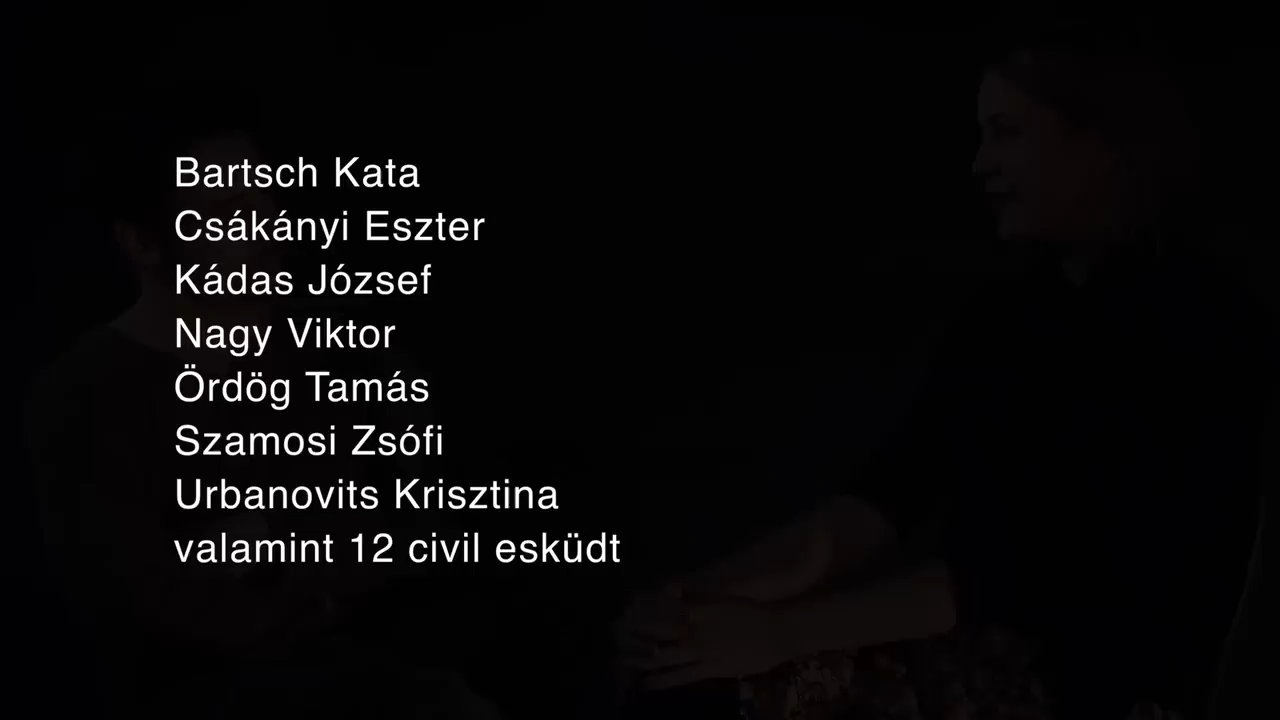 Bartsch Kata
Csákányi Eszter
Kádas József
Nagy Viktor
Ördög Tamás
Szamosi Zsófi
Urbanovits Krisztina
valamint 12 civil esküdt